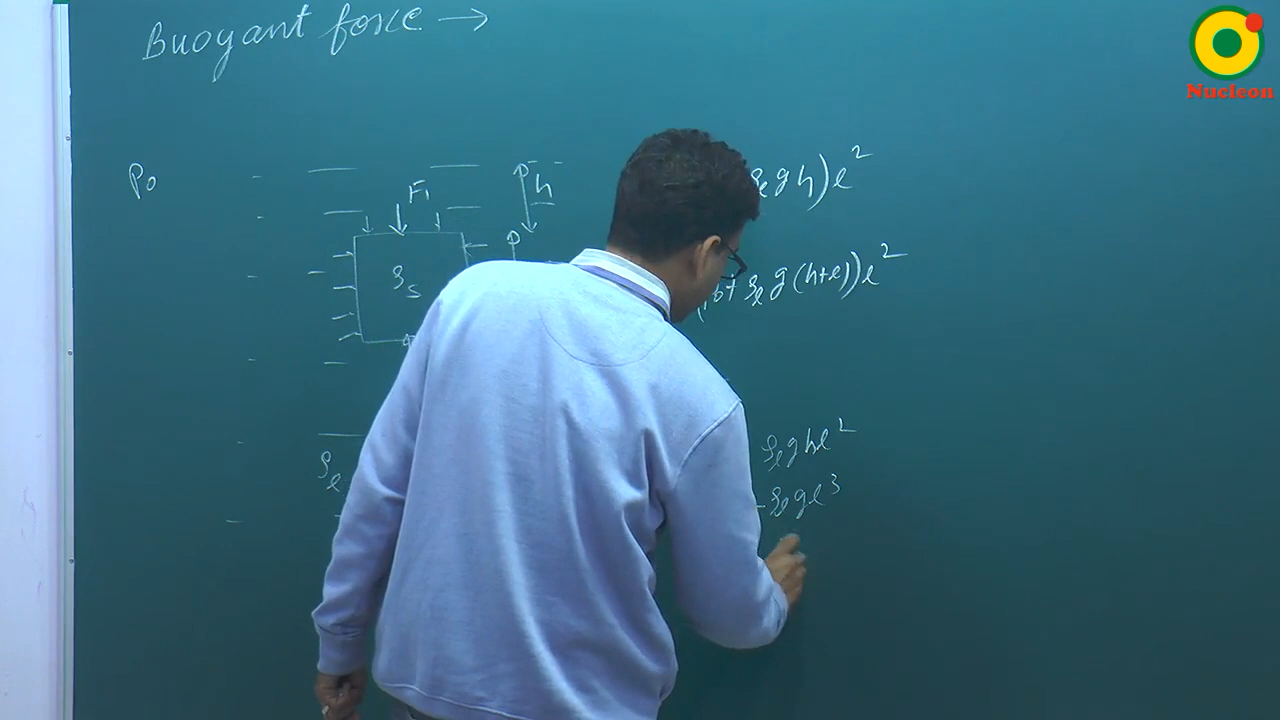 Buoyant force →
Nucleon
P₀
F₁
h
ρₗgh)ℓ²
ρₛ
P₀+ρₗg(h+ℓ))ℓ²
ρₗghℓ²
ρₗ
-ρₗgℓ³